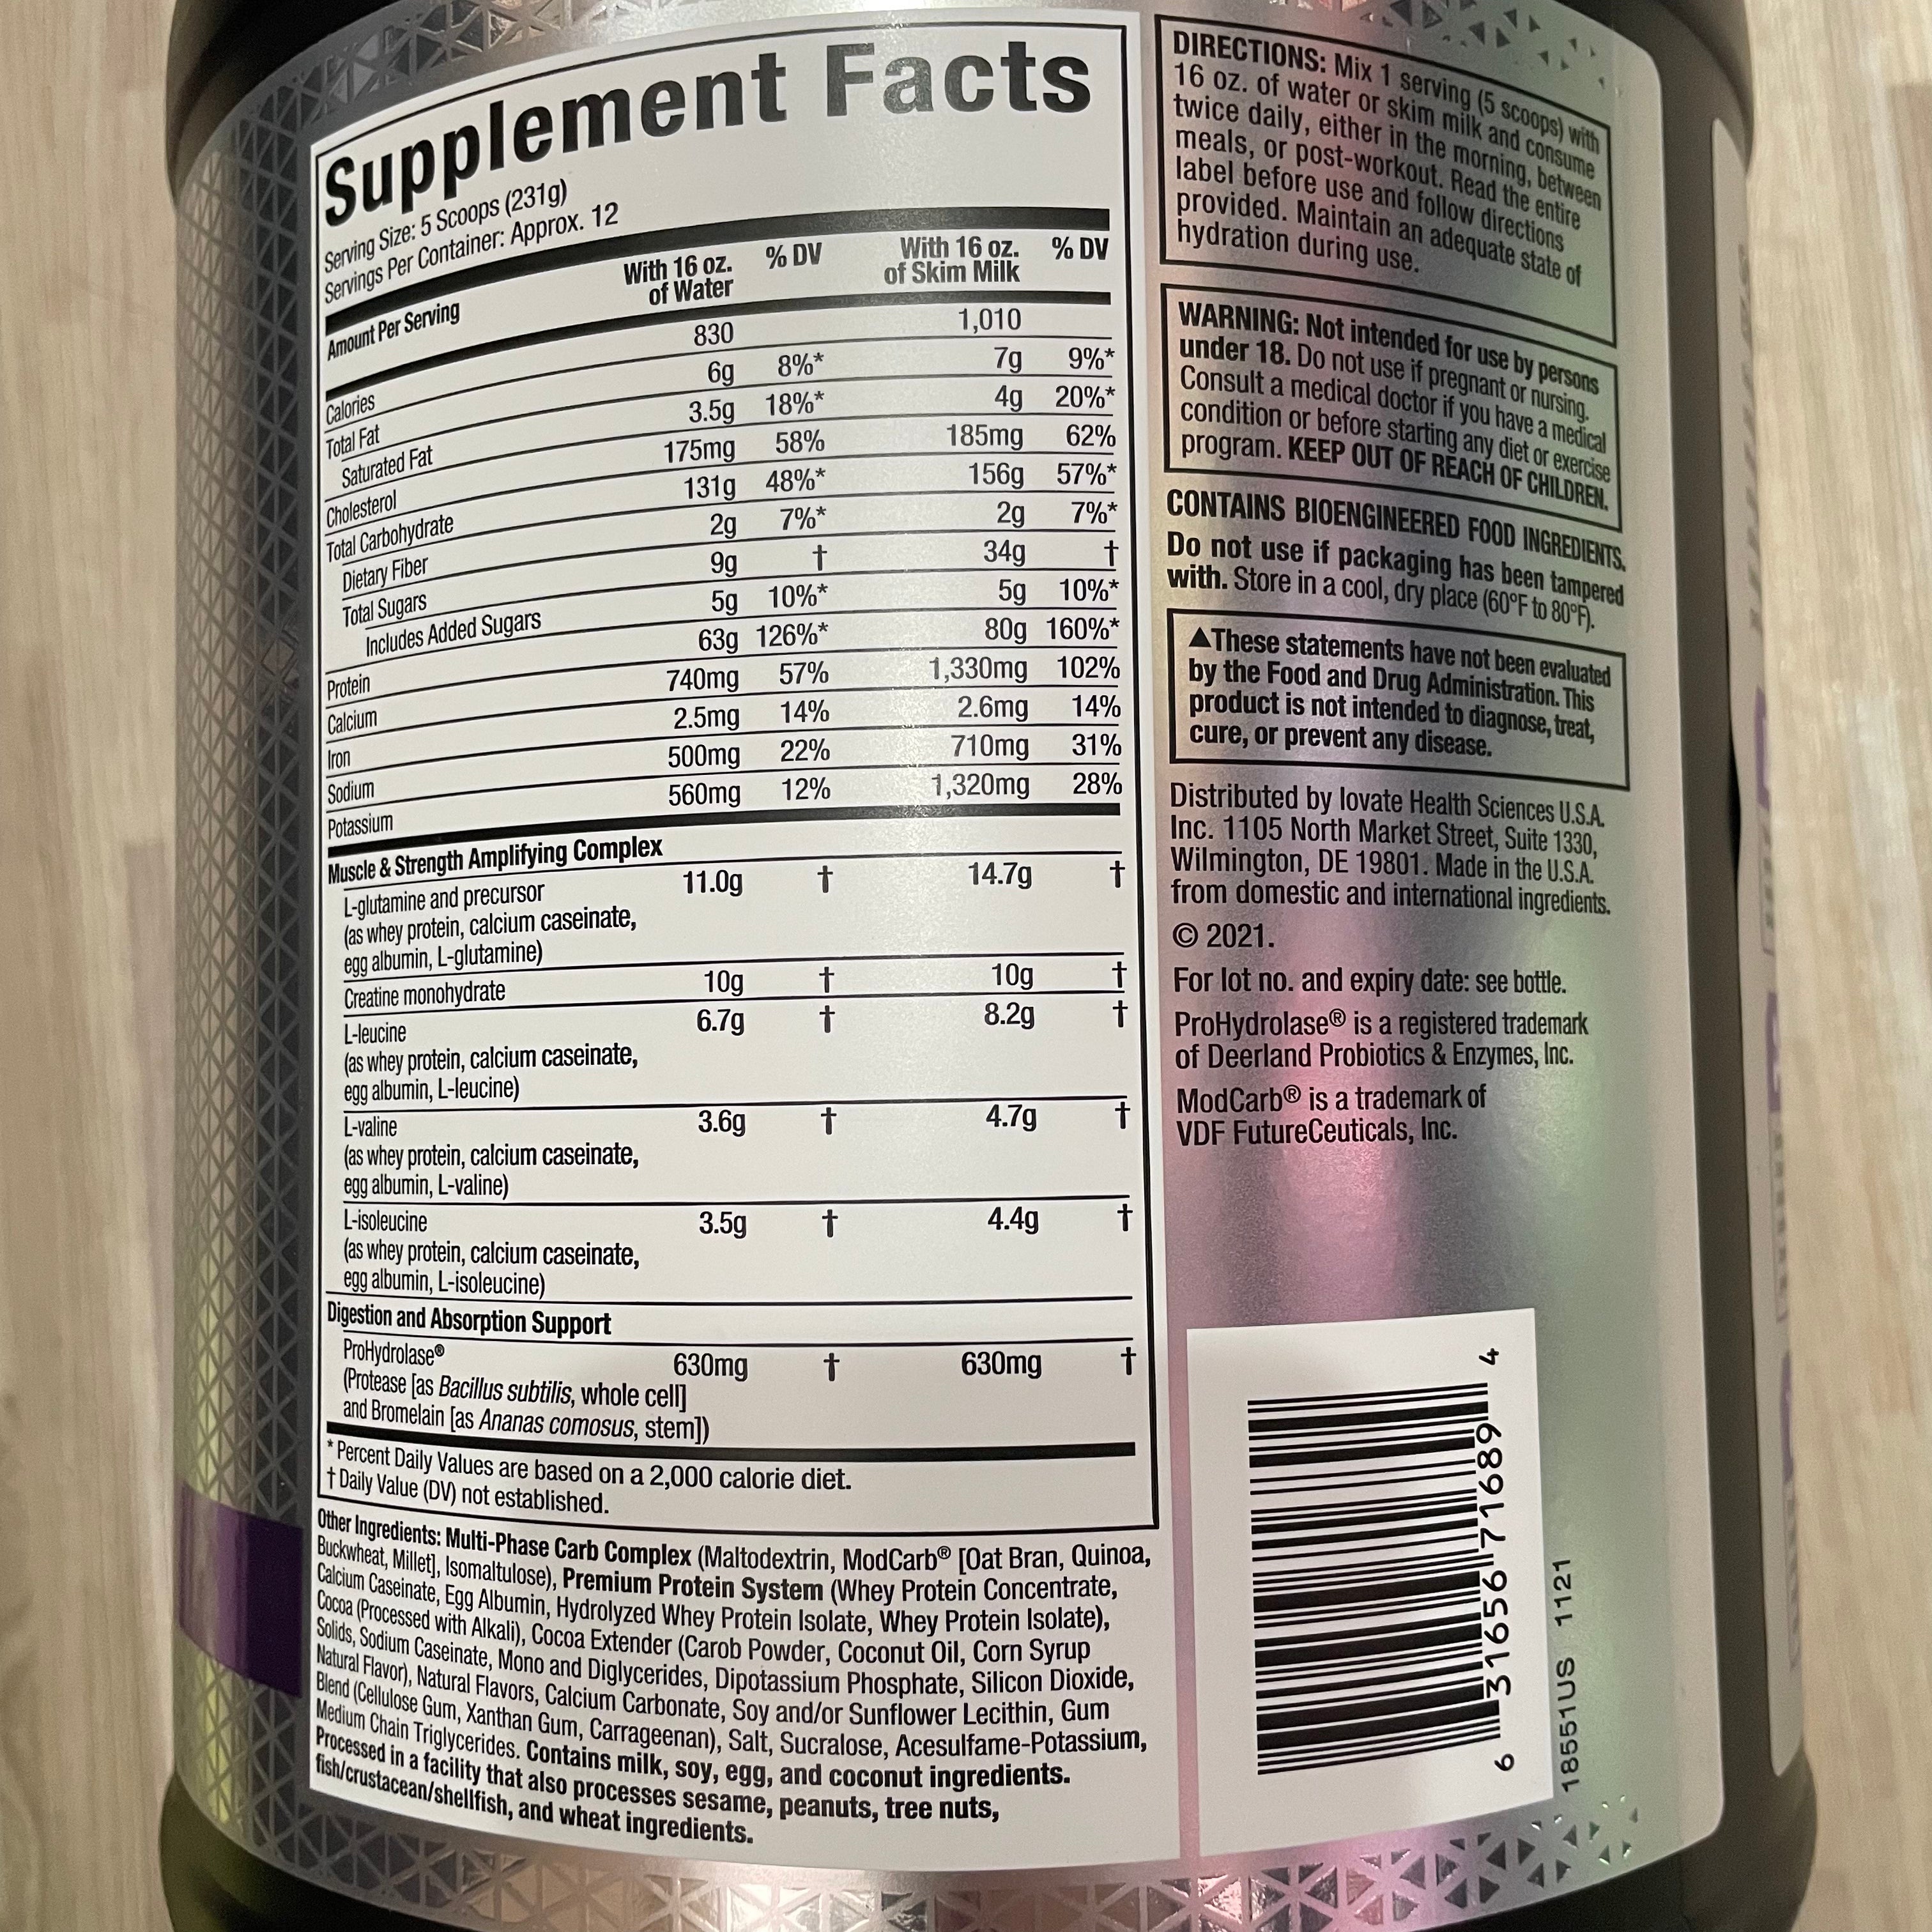 Supplement Facts
Serving Size: 5 Scoops (231g)
Servings Per Container: Approx. 12
Amount Per Serving With 16 oz. of Water % DV With 16 oz. of Skim Milk % DV
Calories 830 1,010
Total Fat 6g 8%* 7g 9%*
Saturated Fat 3.5g 18%* 4g 20%*
Cholesterol 175mg 58% 185mg 62%
Total Carbohydrate 131g 48%* 156g 57%*
Dietary Fiber 2g 7%* 2g 7%*
Total Sugars 9g † 34g †
Includes Added Sugars 5g 10%* 5g 10%*
Protein 63g 126%* 80g 160%*
Calcium 740mg 57% 1,330mg 102%
Iron 2.5mg 14% 2.6mg 14%
Sodium 500mg 22% 710mg 31%
Potassium 560mg 12% 1,320mg 28%
Muscle & Strength Amplifying Complex
L-glutamine and precursor 11.0g † 14.7g †
(as whey protein, calcium caseinate,
egg albumin, L-glutamine)
Creatine monohydrate 10g † 10g †
L-leucine 6.7g † 8.2g †
(as whey protein, calcium caseinate,
egg albumin, L-leucine)
L-valine 3.6g † 4.7g †
(as whey protein, calcium caseinate,
egg albumin, L-valine)
L-isoleucine 3.5g † 4.4g †
(as whey protein, calcium caseinate,
egg albumin, L-isoleucine)
Digestion and Absorption Support
ProHydrolase® 630mg † 630mg †
(Protease [as Bacillus subtilis, whole cell]
and Bromelain [as Ananas comosus, stem])
* Percent Daily Values are based on a 2,000 calorie diet.
† Daily Value (DV) not established.
Other Ingredients: Multi-Phase Carb Complex (Maltodextrin, ModCarb® [Oat Bran, Quinoa,
Buckwheat, Millet], Isomaltulose), Premium Protein System (Whey Protein Concentrate,
Calcium Caseinate, Egg Albumin, Hydrolyzed Whey Protein Isolate, Whey Protein Isolate),
Cocoa (Processed with Alkali), Cocoa Extender (Carob Powder, Coconut Oil, Corn Syrup
Solids, Sodium Caseinate, Mono and Diglycerides, Dipotassium Phosphate, Silicon Dioxide,
Natural Flavor), Natural Flavors, Calcium Carbonate, Soy and/or Sunflower Lecithin, Gum
Blend (Cellulose Gum, Xanthan Gum, Carrageenan), Salt, Sucralose, Acesulfame-Potassium,
Medium Chain Triglycerides. Contains milk, soy, egg, and coconut ingredients.
Processed in a facility that also processes sesame, peanuts, tree nuts,
fish/crustacean/shellfish, and wheat ingredients.
DIRECTIONS: Mix 1 serving (5 scoops) with
16 oz. of water or skim milk and consume
twice daily, either in the morning, between
meals, or post-workout. Read the entire
label before use and follow directions
provided. Maintain an adequate state of
hydration during use.
WARNING: Not intended for use by persons
under 18. Do not use if pregnant or nursing.
Consult a medical doctor if you have a medical
condition or before starting any diet or exercise
program. KEEP OUT OF REACH OF CHILDREN.
CONTAINS BIOENGINEERED FOOD INGREDIENTS.
Do not use if packaging has been tampered
with. Store in a cool, dry place (60°F to 80°F).
▲These statements have not been evaluated
by the Food and Drug Administration. This
product is not intended to diagnose, treat,
cure, or prevent any disease.
Distributed by Iovate Health Sciences U.S.A.
Inc. 1105 North Market Street, Suite 1330,
Wilmington, DE 19801. Made in the U.S.A.
from domestic and international ingredients.
© 2021.
For lot no. and expiry date: see bottle.
ProHydrolase® is a registered trademark
of Deerland Probiotics & Enzymes, Inc.
ModCarb® is a trademark of
VDF FutureCeuticals, Inc.
6 31656 71689 4
18551US 1121